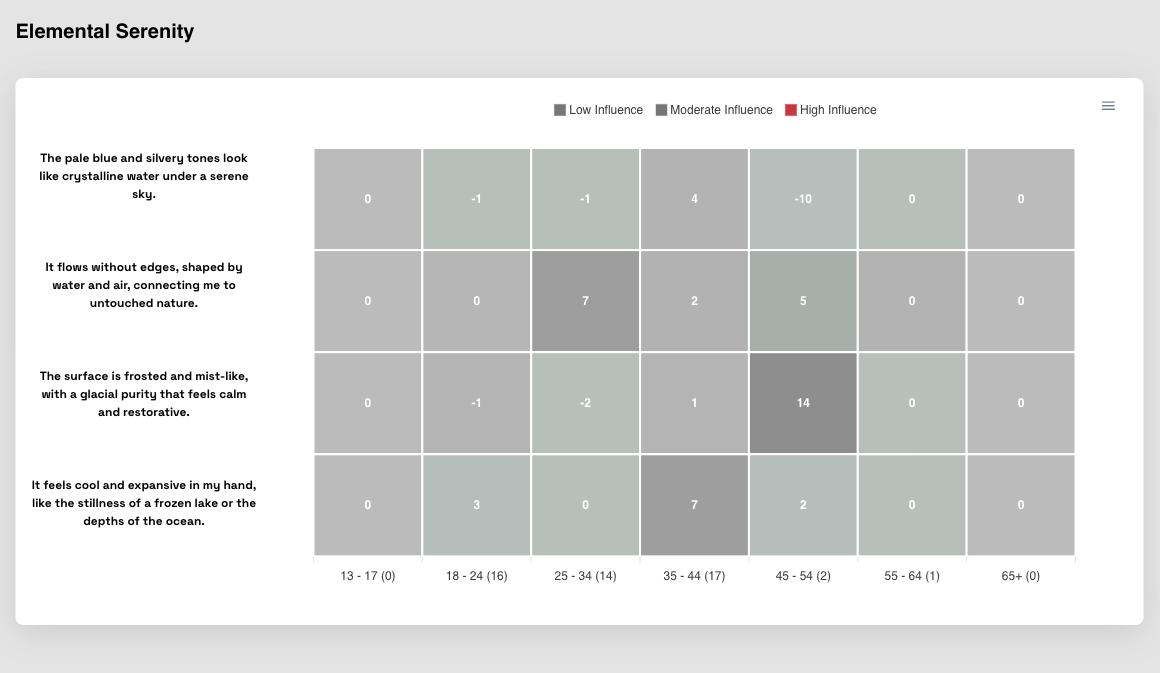 Elemental Serenity
Low Influence Moderate Influence High Influence
The pale blue and silvery tones look
like crystalline water under a serene
sky.
0 -1 -1 4 -10 0 0
It flows without edges, shaped by
water and air, connecting me to
untouched nature.
0 0 7 2 5 0 0
The surface is frosted and mist-like,
with a glacial purity that feels calm
and restorative.
0 -1 -2 1 14 0 0
It feels cool and expansive in my hand,
like the stillness of a frozen lake or the
depths of the ocean.
0 3 0 7 2 0 0
13 - 17 (0) 18 - 24 (16) 25 - 34 (14) 35 - 44 (17) 45 - 54 (2) 55 - 64 (1) 65+ (0)